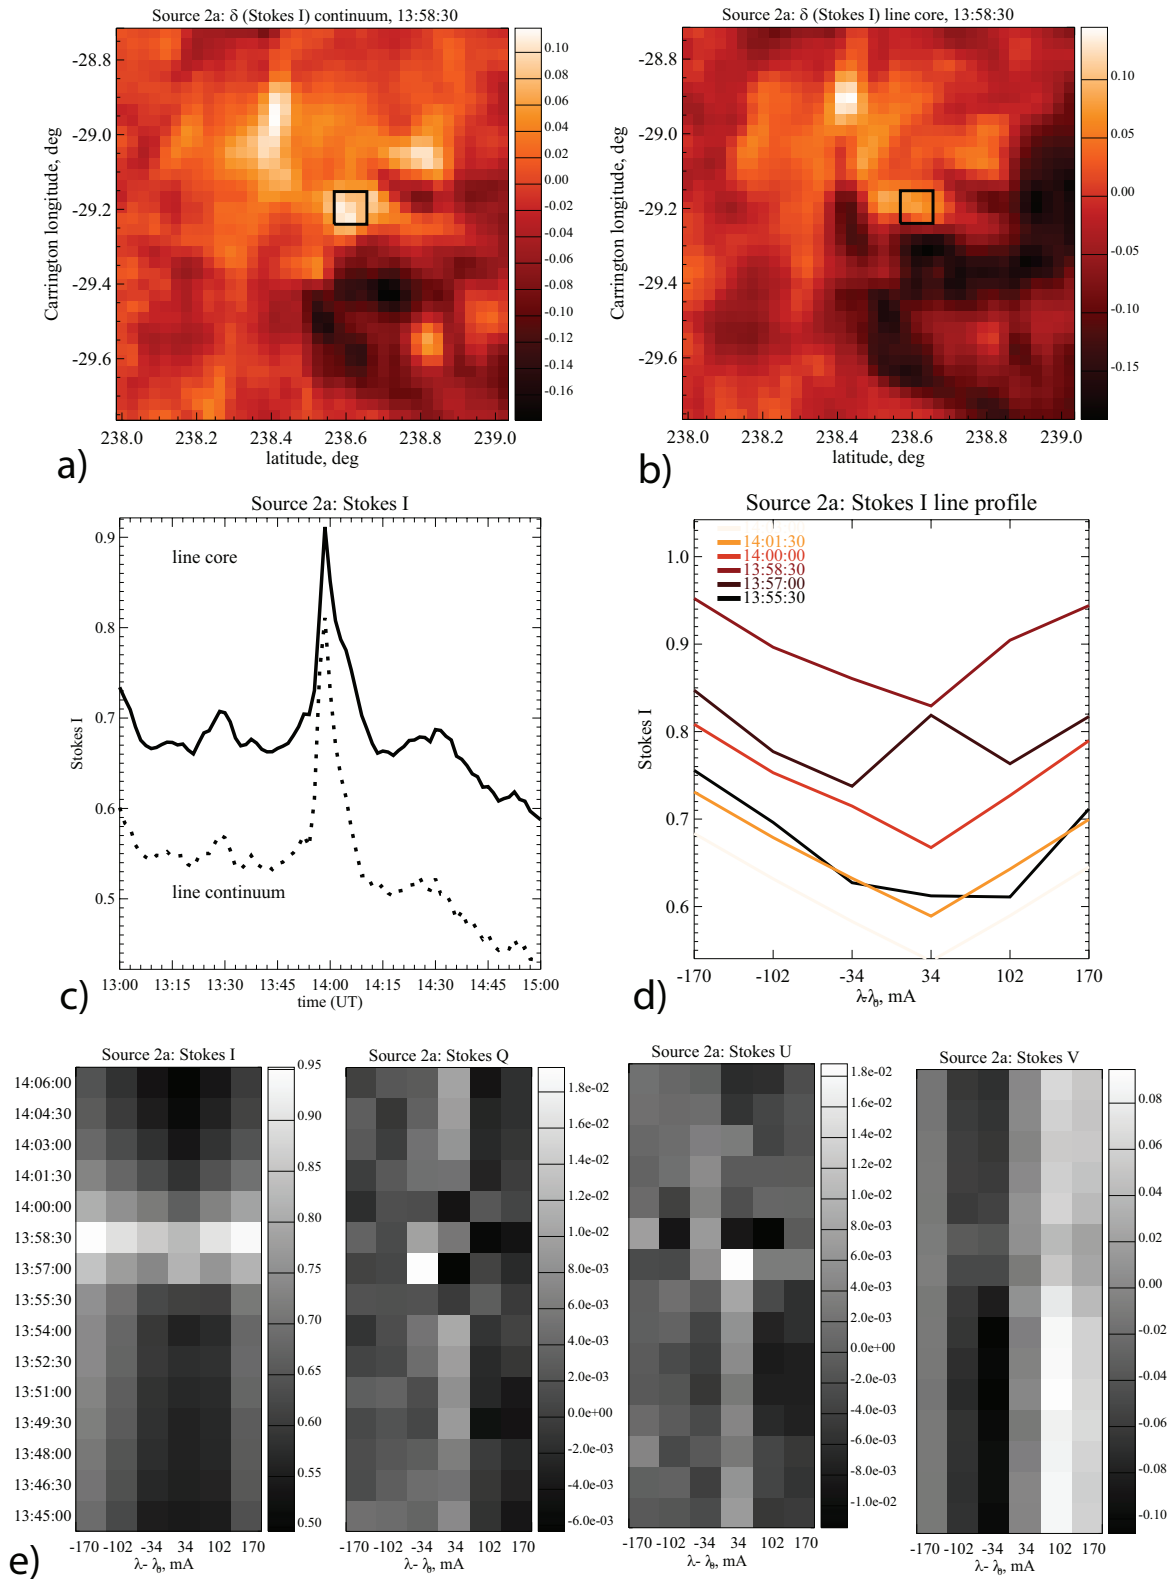 Source 2a: δ (Stokes I) continuum, 13:58:30
Carrington longitude, deg
-28.8
-29.0
-29.2
-29.4
-29.6
238.0 238.2 238.4 238.6 238.8 239.0
latitude, deg
0.10
0.08
0.06
0.04
0.02
0.00
-0.02
-0.04
-0.06
-0.08
-0.10
-0.12
-0.14
-0.16
a)
Source 2a: δ (Stokes I) line core, 13:58:30
Carrington longitude, deg
-28.8
-29.0
-29.2
-29.4
-29.6
238.0 238.2 238.4 238.6 238.8 239.0
latitude, deg
0.10
0.05
0.00
-0.05
-0.10
-0.15
b)
Source 2a: Stokes I
line core
line continuum
Stokes I
0.9
0.8
0.7
0.6
0.5
13:00 13:15 13:30 13:45 14:00 14:15 14:30 14:45 15:00
time (UT)
c)
Source 2a: Stokes I line profile
14:01:30
14:00:00
13:58:30
13:57:00
13:55:30
Stokes I
1.0
0.9
0.8
0.7
0.6
-170 -102 -34 34 102 170
λ-λ0, mA
d)
Source 2a: Stokes I
14:06:00
14:04:30
14:03:00
14:01:30
14:00:00
13:58:30
13:57:00
13:55:30
13:54:00
13:52:30
13:51:00
13:49:30
13:48:00
13:46:30
13:45:00
-170 -102 -34 34 102 170
λ- λ0, mA
0.95
0.90
0.85
0.80
0.75
0.70
0.65
0.60
0.55
0.50
Source 2a: Stokes Q
-170 -102 -34 34 102 170
λ- λ0, mA
1.8e-02
1.6e-02
1.4e-02
1.2e-02
1.0e-02
8.0e-03
6.0e-03
4.0e-03
2.0e-03
0.0e+00
-2.0e-03
-4.0e-03
-6.0e-03
Source 2a: Stokes U
-170 -102 -34 34 102 170
λ- λ0, mA
1.8e-02
1.6e-02
1.4e-02
1.2e-02
1.0e-02
8.0e-03
6.0e-03
4.0e-03
2.0e-03
0.0e+00
-2.0e-03
-4.0e-03
-6.0e-03
-8.0e-03
-1.0e-02
Source 2a: Stokes V
-170 -102 -34 34 102 170
λ- λ0, mA
0.08
0.06
0.04
0.02
0.00
-0.02
-0.04
-0.06
-0.08
-0.10
e)